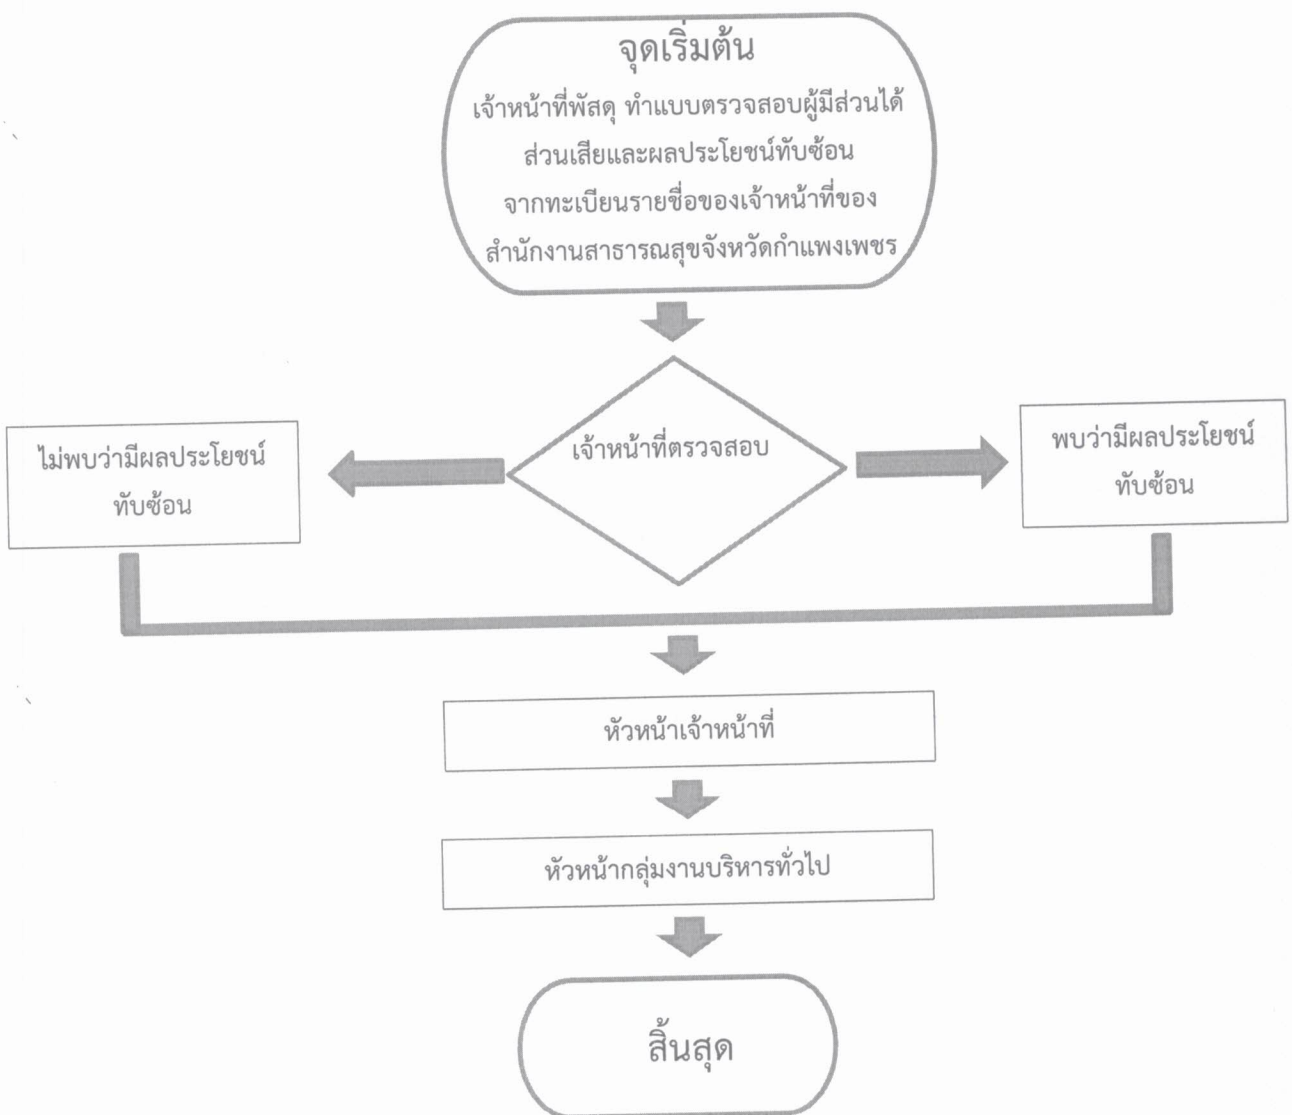 จุดเริ่มต้น
เจ้าหน้าที่พัสดุ ทำแบบตรวจสอบผู้มีส่วนได้
ส่วนเสียและผลประโยชน์ทับซ้อน
จากทะเบียนรายชื่อของเจ้าหน้าที่ของ
สำนักงานสาธารณสุขจังหวัดกำแพงเพชร
เจ้าหน้าที่ตรวจสอบ
ไม่พบว่ามีผลประโยชน์
ทับซ้อน
พบว่ามีผลประโยชน์
ทับซ้อน
หัวหน้าเจ้าหน้าที่
หัวหน้ากลุ่มงานบริหารทั่วไป
สิ้นสุด